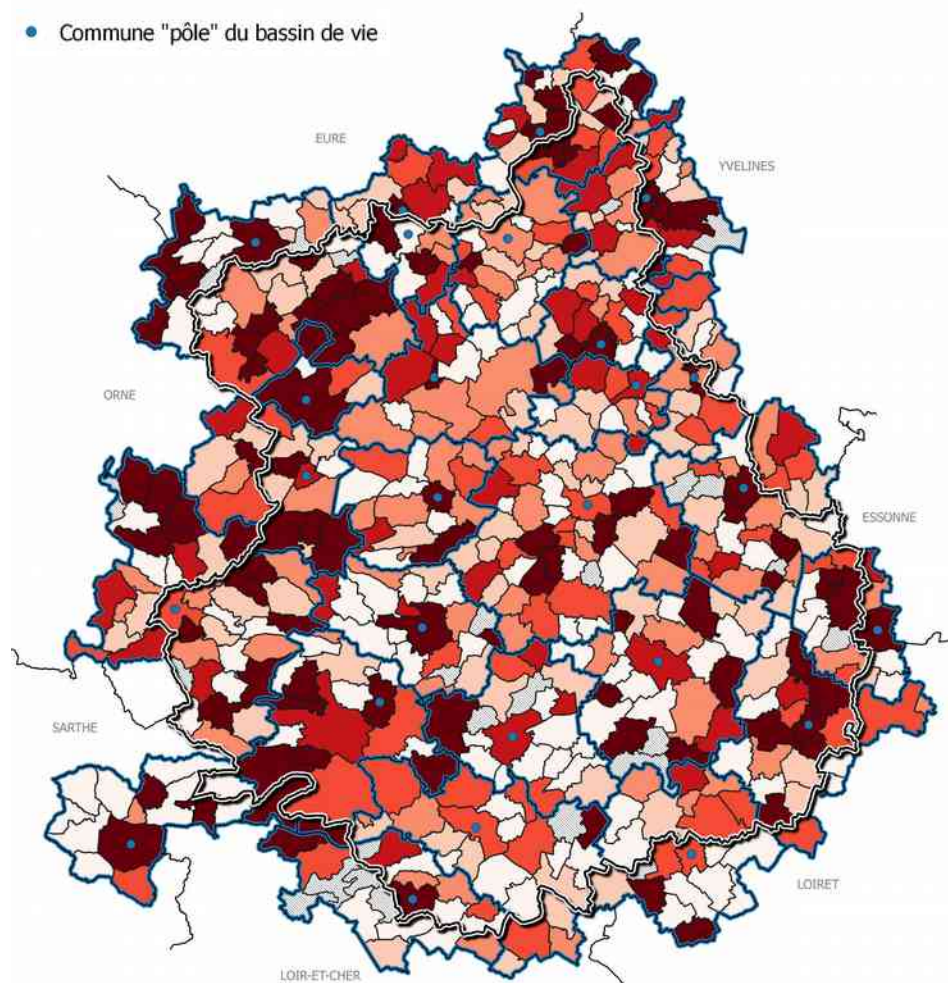 Commune "pôle" du bassin de vie
EURE
YVELINES
ORNE
ESSONNE
SARTHE
LOIRET
LOIR-ET-CHER